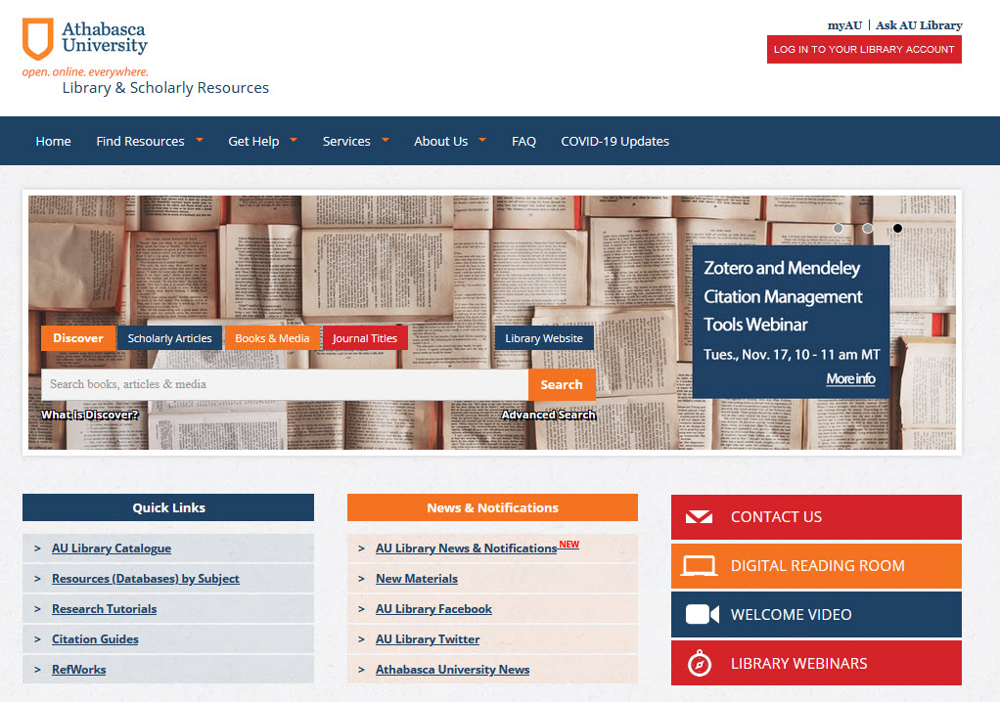 Athabasca
University
open. online. everywhere.
Library & Scholarly Resources
myAU | Ask AU Library
LOG IN TO YOUR LIBRARY ACCOUNT
Home Find Resources Get Help Services About Us FAQ COVID-19 Updates
Zotero and Mendeley
Citation Management
Tools Webinar
Tues., Nov. 17, 10 - 11 am MT
More info
Discover Scholarly Articles Books & Media Journal Titles Library Website
Search books, articles & media Search
What is Discover? Advanced Search
Quick Links
> AU Library Catalogue
> Resources (Databases) by Subject
> Research Tutorials
> Citation Guides
> RefWorks
News & Notifications
> AU Library News & Notifications NEW
> New Materials
> AU Library Facebook
> AU Library Twitter
> Athabasca University News
CONTACT US
DIGITAL READING ROOM
WELCOME VIDEO
LIBRARY WEBINARS